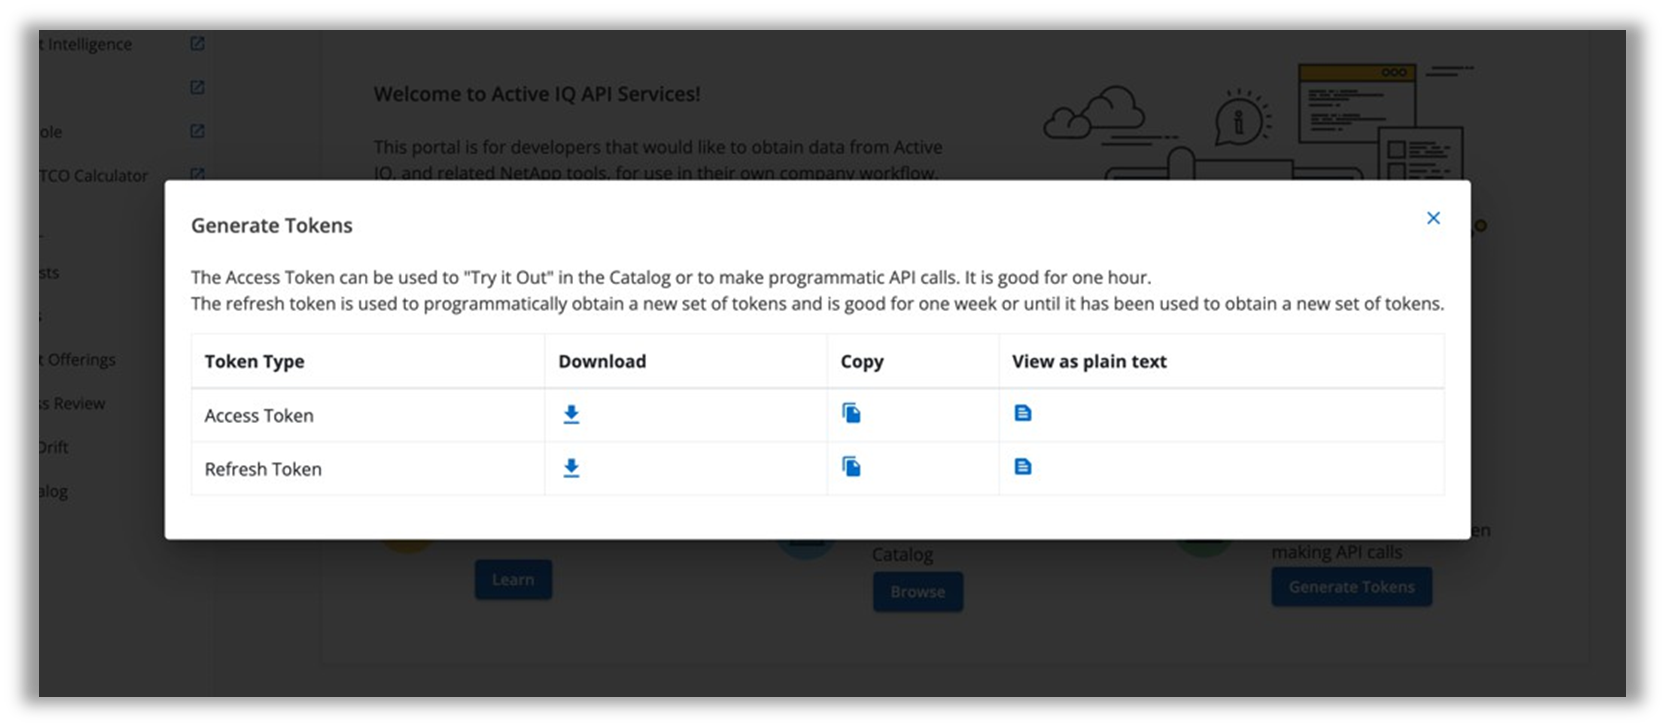 t Intelligence
ole
TCO Calculator
sts
t Offerings
ss Review
Drift
alog
Welcome to Active IQ API Services!
This portal is for developers that would like to obtain data from Active
IQ, and related NetApp tools, for use in their own company workflow.
Generate Tokens
The Access Token can be used to "Try it Out" in the Catalog or to make programmatic API calls. It is good for one hour.
The refresh token is used to programmatically obtain a new set of tokens and is good for one week or until it has been used to obtain a new set of tokens.
Token Type Download Copy View as plain text
Access Token
Refresh Token
en
Catalog
making API calls
Learn
Browse
Generate Tokens